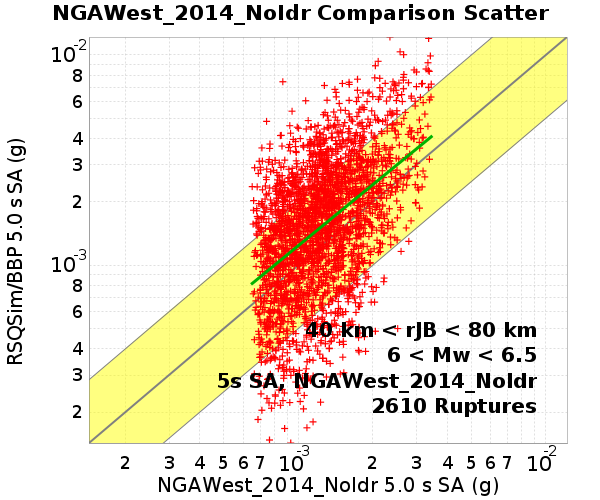 NGAWest_2014_NoIdr Comparison Scatter
RSQSim/BBP 5.0 s SA (g)
10-2
8
6
4
3
2
10-3
8
6
4
3
2
40 km < rJB < 80 km
6 < Mw < 6.5
5s SA, NGAWest_2014_NoIdr
2610 Ruptures
2 3 4 5 6 7 10-3 2 3 4 5 6 7 10-2
NGAWest_2014_NoIdr 5.0 s SA (g)